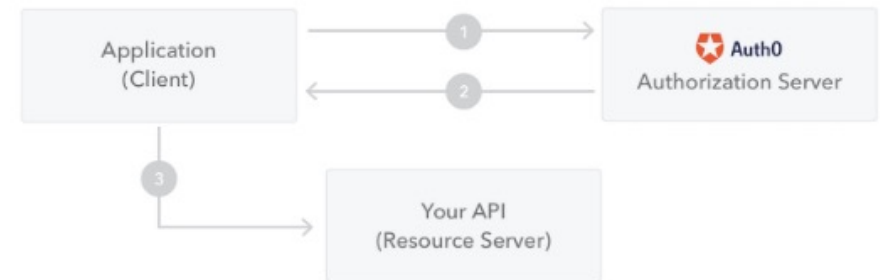 Application
(Client)
1
Auth0
Authorization Server
2
3
Your API
(Resource Server)